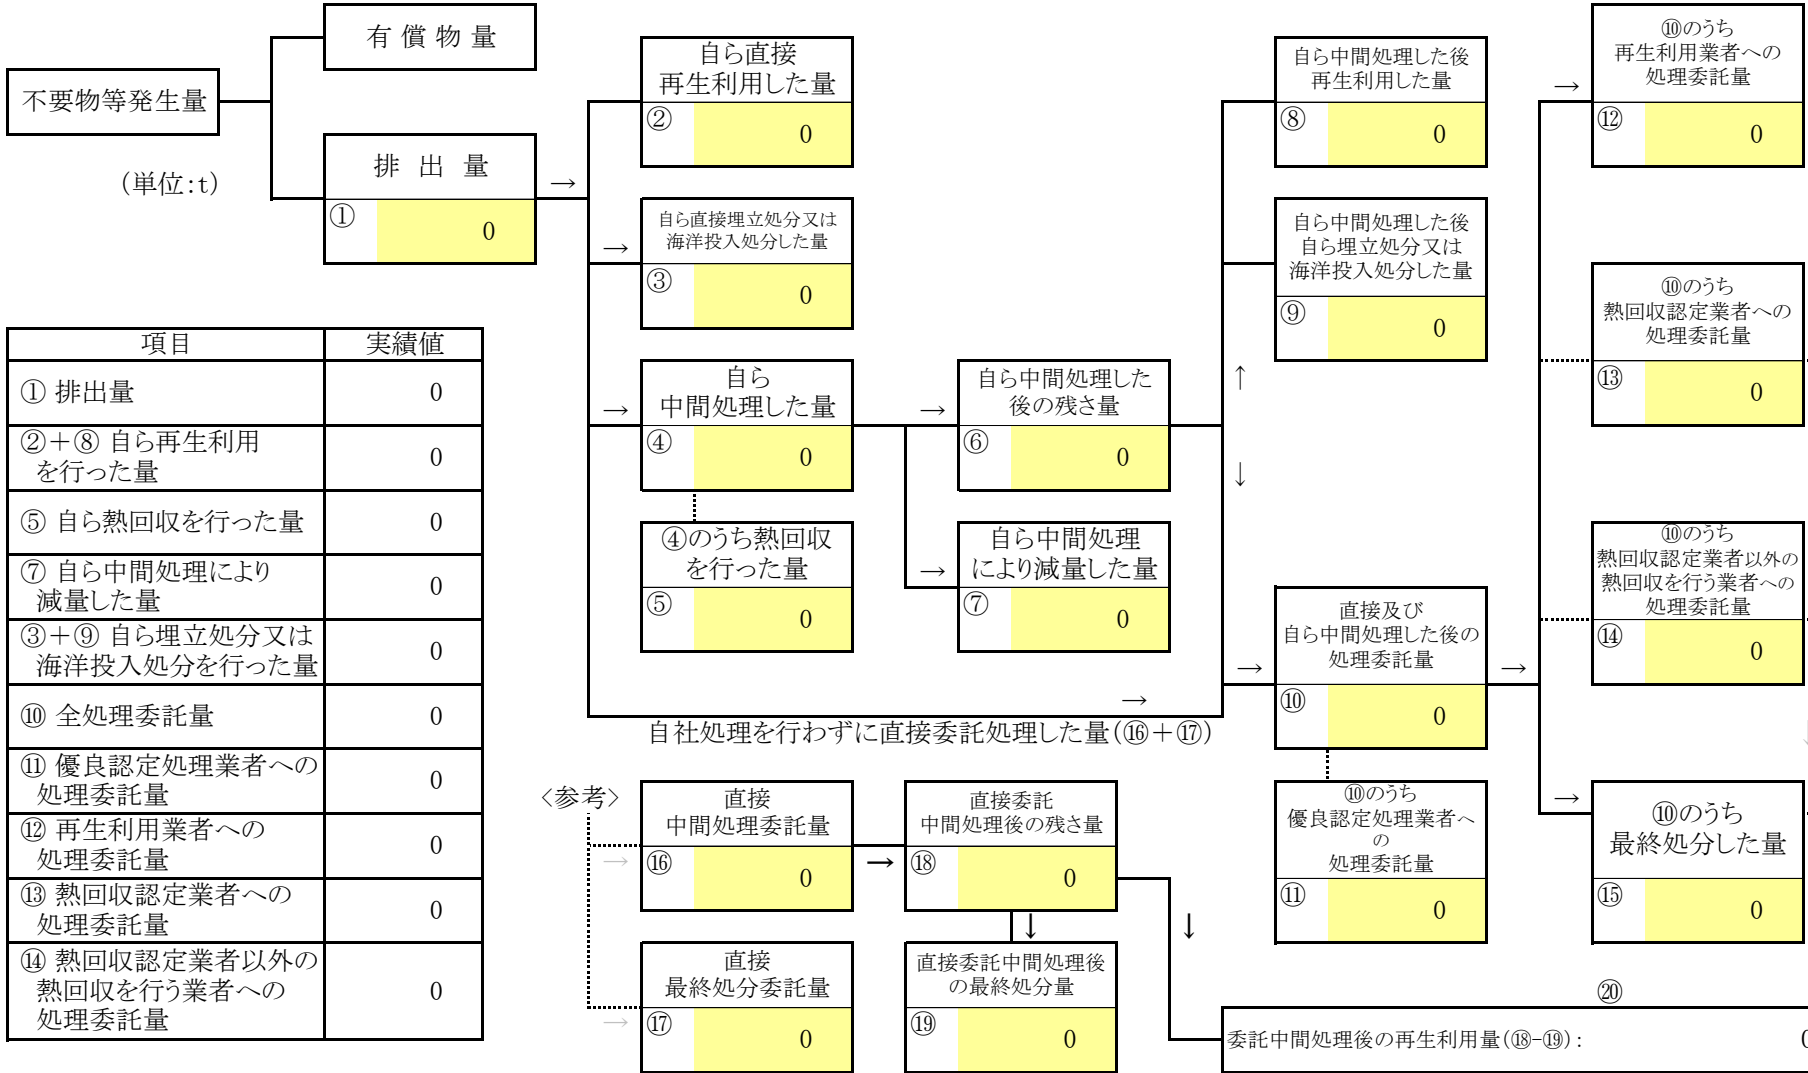 有償物量
不要物等発生量
(単位:t)
排出量
→
① 0
自ら直接
再生利用した量
② 0
→
自ら直接埋立処分又は
海洋投入処分した量
③ 0
→
自ら
中間処理した量
④ 0
④のうち熱回収
を行った量
⑤ 0
→
自ら中間処理した
後の残さ量
⑥ 0
→
自ら中間処理
により減量した量
⑦ 0
→
自社処理を行わずに直接委託処理した量(⑯+⑰)
↑
↓
自ら中間処理した後
再生利用した量
⑧ 0
自ら中間処理した後
自ら埋立処分又は
海洋投入処分した量
⑨ 0
→
直接及び
自ら中間処理した後の
処理委託量
⑩ 0
→
⑩のうち
優良認定処理業者へ
の
処理委託量
⑪ 0
→
⑩のうち
再生利用業者への
処理委託量
⑫ 0
⑩のうち
熱回収認定業者への
処理委託量
⑬ 0
⑩のうち
熱回収認定業者以外の
熱回収を行う業者への
処理委託量
⑭ 0
→
⑩のうち
最終処分した量
⑮ 0
項目 実績値
① 排出量 0
②+⑧ 自ら再生利用
を行った量 0
⑤ 自ら熱回収を行った量 0
⑦ 自ら中間処理により
減量した量 0
③+⑨ 自ら埋立処分又は
海洋投入処分を行った量 0
⑩ 全処理委託量 0
⑪ 優良認定処理業者への
処理委託量 0
⑫ 再生利用業者への
処理委託量 0
⑬ 熱回収認定業者への
処理委託量 0
⑭ 熱回収認定業者以外の
熱回収を行う業者への
処理委託量 0
〈参考〉
→
直接
中間処理委託量
⑯ 0
→
直接委託
中間処理後の残さ量
⑱ 0
↓
↓
→
直接
最終処分委託量
⑰ 0
直接委託中間処理後
の最終処分量
⑲ 0
⑳
委託中間処理後の再生利用量(⑱-⑲): 0